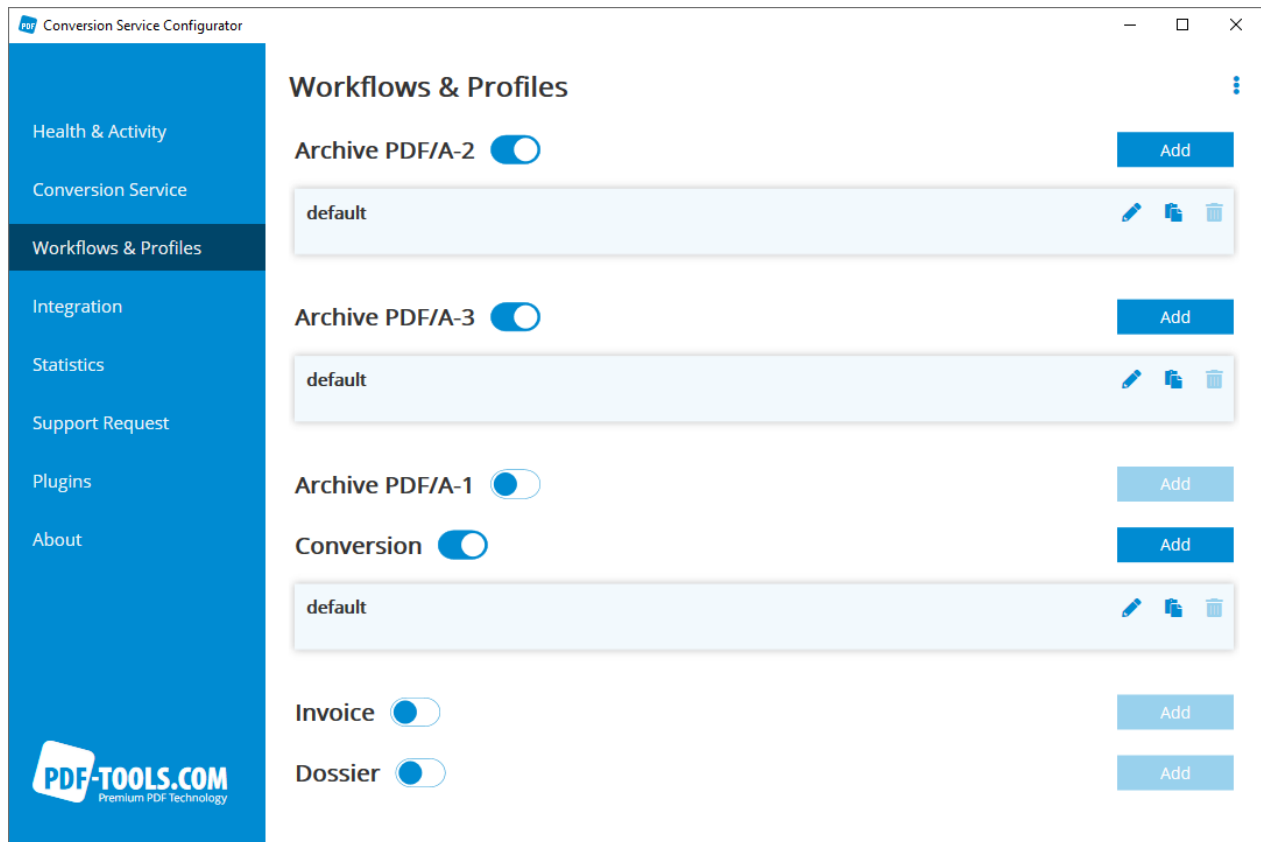 PDF Conversion Service Configurator
Workflows & Profiles
Health & Activity
Conversion Service
Workflows & Profiles
Integration
Statistics
Support Request
Plugins
About
PDF-TOOLS.COM
Premium PDF Technology
Archive PDF/A-2 Add
default
Archive PDF/A-3 Add
default
Archive PDF/A-1 Add
Conversion Add
default
Invoice Add
Dossier Add